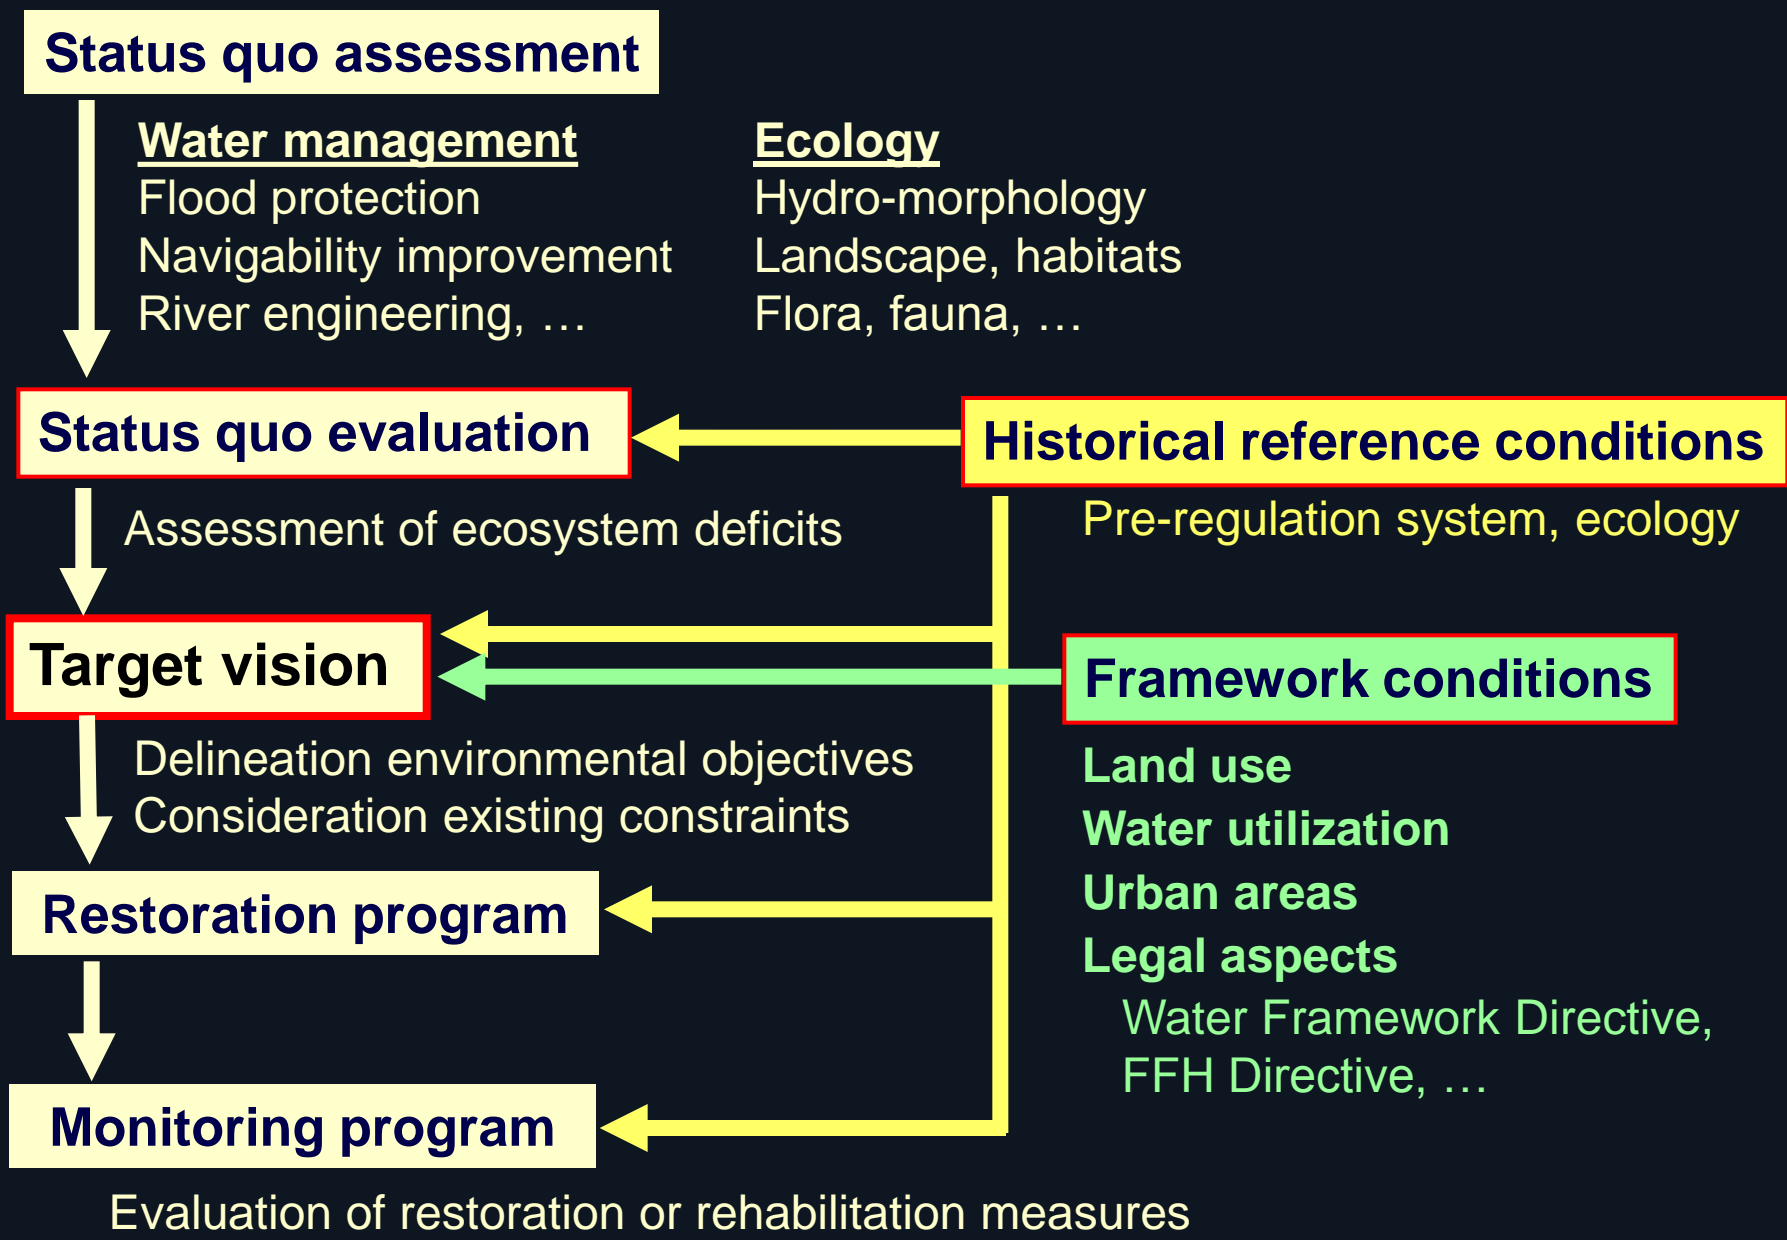 Status quo assessment
Water management
Flood protection
Navigability improvement
River engineering, …
Ecology
Hydro-morphology
Landscape, habitats
Flora, fauna, …
Status quo evaluation
Historical reference conditions
Pre-regulation system, ecology
Assessment of ecosystem deficits
Target vision
Framework conditions
Delineation environmental objectives
Consideration existing constraints
Land use
Water utilization
Urban areas
Legal aspects
Water Framework Directive,
FFH Directive, …
Restoration program
Monitoring program
Evaluation of restoration or rehabilitation measures